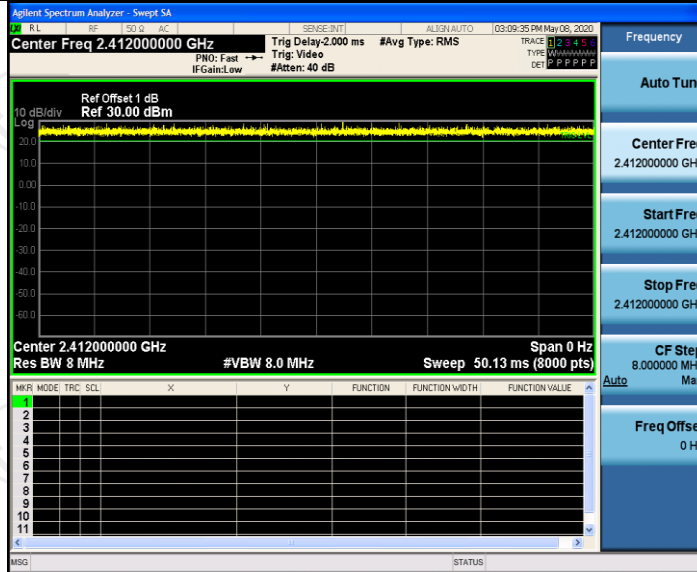 Agilent Spectrum Analyzer - Swept SA
RL RF 50 Ω AC SENSE:INT ALIGN AUTO 03:09:35 PM May 08, 2020
Center Freq 2.412000000 GHz
PNO: Fast
IFGain:Low
Trig Delay-2.000 ms
Trig: Video
#Atten: 40 dB
#Avg Type: RMS
TRACE 1 2 3 4 5 6
TYPE
DET P P P P P P
Ref Offset 1 dB
10 dB/div Ref 30.00 dBm
Log
20.0
10.0
0.00
-10.0
-20.0
-30.0
-40.0
-50.0
-60.0
Center 2.412000000 GHz Span 0 Hz
Res BW 8 MHz #VBW 8.0 MHz Sweep 50.13 ms (8000 pts)
MKR MODE TRC SCL X Y FUNCTION FUNCTION WIDTH FUNCTION VALUE
1
2
3
4
5
6
7
8
9
10
11
MSG STATUS
Frequency
Auto Tun
Center Fre
2.412000000 GH
Start Fre
2.412000000 GH
Stop Fre
2.412000000 GH
CF Ste
8.000000 MH
Auto Ma
Freq Offse
0 H